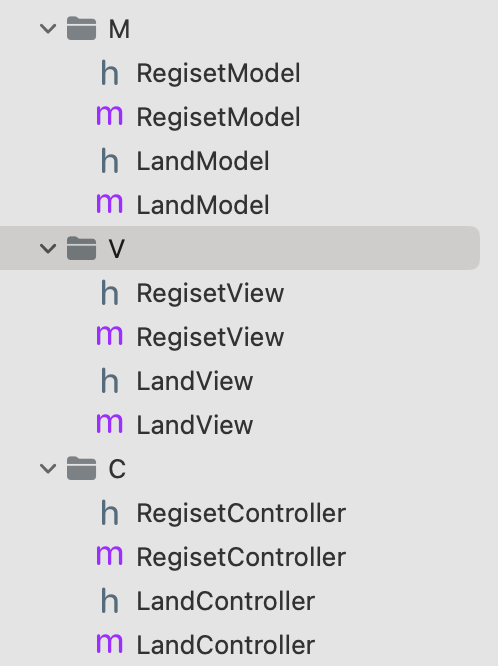 M
h RegisetModel
m RegisetModel
h LandModel
m LandModel
V
h RegisetView
m RegisetView
h LandView
m LandView
C
h RegisetController
m RegisetController
h LandController
m LandController